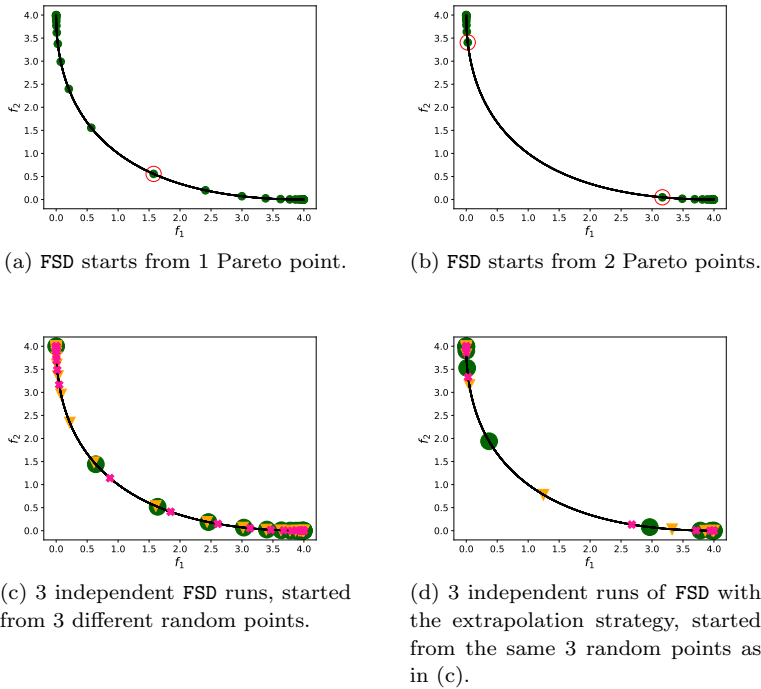 4.0
3.5
3.0
2.5
2.0
1.5
1.0
0.5
0.0
f2
0.0 0.5 1.0 1.5 2.0 2.5 3.0 3.5 4.0
f1
(a) FSD starts from 1 Pareto point.
4.0
3.5
3.0
2.5
2.0
1.5
1.0
0.5
0.0
f2
0.0 0.5 1.0 1.5 2.0 2.5 3.0 3.5 4.0
f1
(b) FSD starts from 2 Pareto points.
4.0
3.5
3.0
2.5
2.0
1.5
1.0
0.5
0.0
f2
0.0 0.5 1.0 1.5 2.0 2.5 3.0 3.5 4.0
f1
(c) 3 independent FSD runs, started
from 3 different random points.
4.0
3.5
3.0
2.5
2.0
1.5
1.0
0.5
0.0
f2
0.0 0.5 1.0 1.5 2.0 2.5 3.0 3.5 4.0
f1
(d) 3 independent runs of FSD with
the extrapolation strategy, started
from the same 3 random points as
in (c).